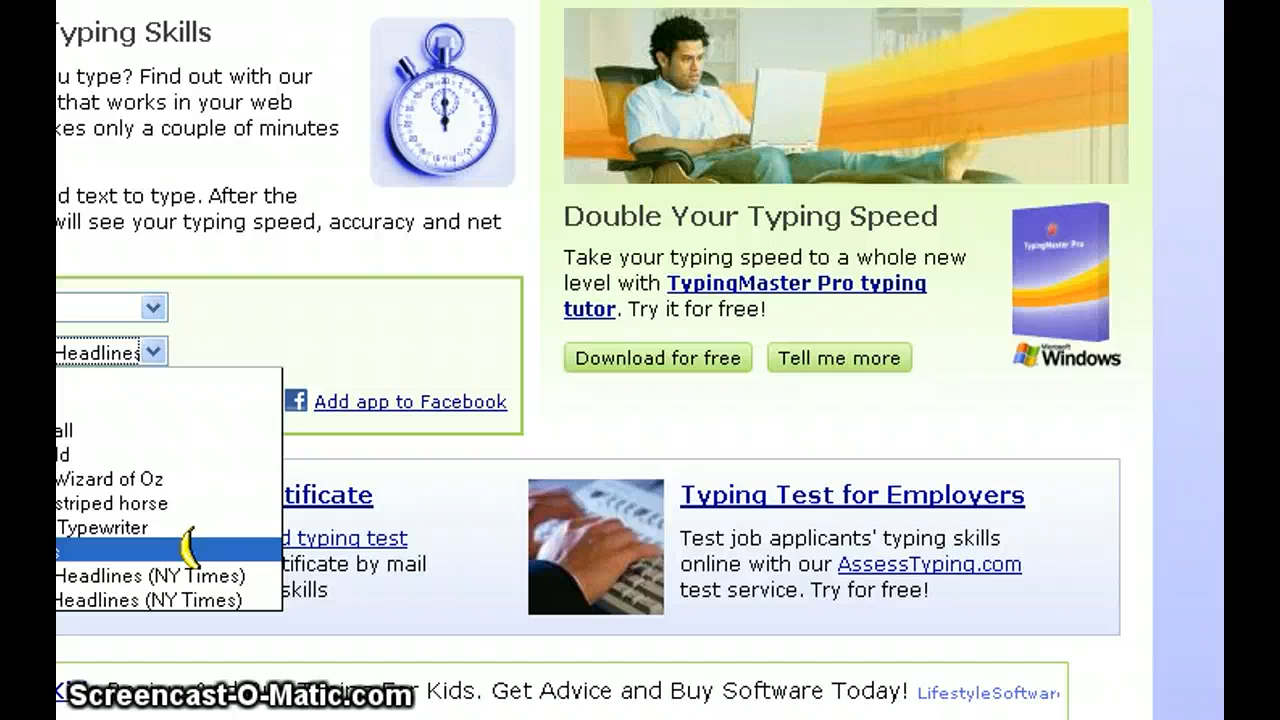 Typing Skills
u type? Find out with our
that works in your web
kes only a couple of minutes
d text to type. After the
will see your typing speed, accuracy and net
Headlines
all
ld
Wizard of Oz
striped horse
Typewriter
s
Headlines (NY Times)
Headlines (NY Times)
Add app to Facebook
Double Your Typing Speed
Take your typing speed to a whole new
level with TypingMaster Pro typing
tutor. Try it for free!
Download for free
Tell me more
TypingMaster Pro
Microsoft
Windows
tificate
d typing test
tificate by mail
skills
Typing Test for Employers
Test job applicants' typing skills
online with our AssessTyping.com
test service. Try for free!
For Kids. Get Advice and Buy Software Today!
LifestyleSoftwar
Screencast-O-Matic.com